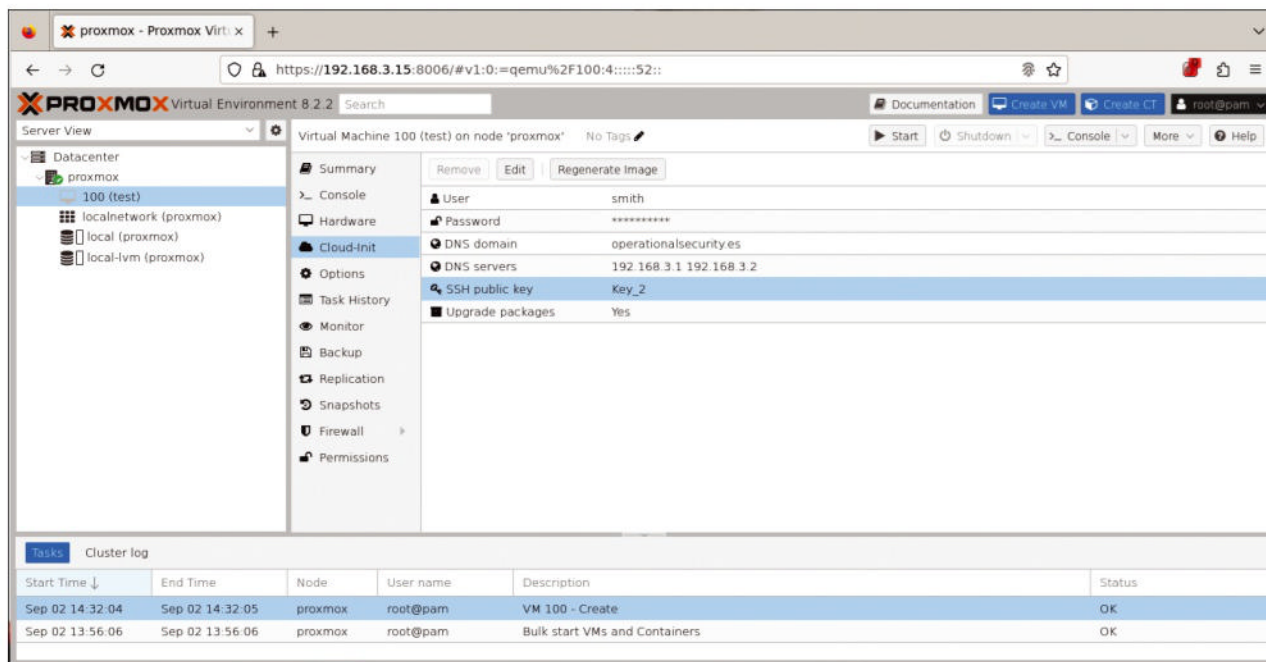 proxmox - Proxmox Virt
https://192.168.3.15:8006/#v1:0:=qemu%2F100:4:::::52::
PROXMOX Virtual Environment 8.2.2 Search Documentation Create VM Create CT root@pam
Server View
Virtual Machine 100 (test) on node 'proxmox' No Tags Start Shutdown Console More Help
Datacenter
proxmox
100 (test)
localnetwork (proxmox)
local (proxmox)
local-lvm (proxmox)
Summary
Console
Hardware
Cloud-Init
Options
Task History
Monitor
Backup
Replication
Snapshots
Firewall
Permissions
Remove Edit Regenerate Image
User smith
Password **********
DNS domain operationalsecurity.es
DNS servers 192.168.3.1 192.168.3.2
SSH public key Key_2
Upgrade packages Yes
Tasks Cluster log
Start Time End Time Node User name Description Status
Sep 02 14:32:04 Sep 02 14:32:05 proxmox root@pam VM 100 - Create OK
Sep 02 13:56:06 Sep 02 13:56:06 proxmox root@pam Bulk start VMs and Containers OK